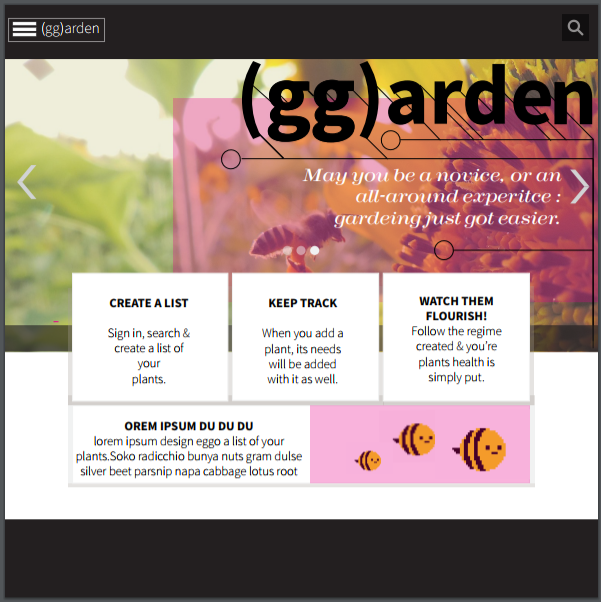 (gg)arden
(gg)arden
May you be a novice, or an
all-around experitce :
gardeing just got easier.
CREATE A LIST
Sign in, search &
create a list of
your
plants.
KEEP TRACK
When you add a
plant, its needs
will be added
with it as well.
WATCH THEM
FLOURISH!
Follow the regime
created & you're
plants health is
simply put.
OREM IPSUM DU DU DU
lorem ipsum design eggo a list of your
plants.Soko radicchio bunya nuts gram dulse
silver beet parsnip napa cabbage lotus root